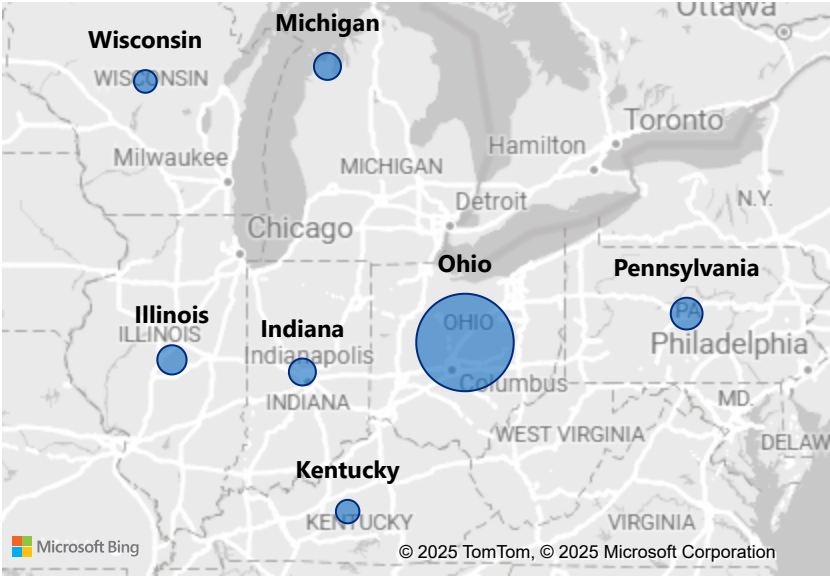 Ottawa
Michigan
Wisconsin
WISCONSIN
Toronto
Hamilton
Milwaukee
MICHIGAN
Detroit
N.Y.
Chicago
Ohio
Pennsylvania
PA
Illinois
OHIO
Indiana
ILLINOIS
Philadelphia
Indianapolis
Columbus
INDIANA
MD.
WEST VIRGINIA
DELAW
Kentucky
KENTUCKY
VIRGINIA
Microsoft Bing
© 2025 TomTom, © 2025 Microsoft Corporation